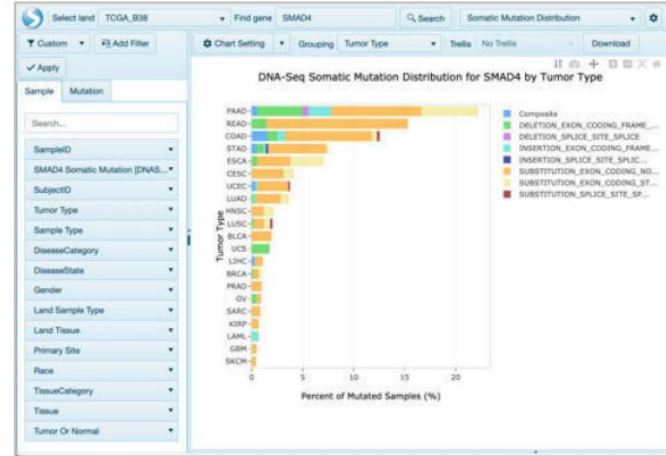 Select land TCGA_B38 Find gene SMAD4 Search Somatic Mutation Distribution
Custom Add Filter Chart Setting Grouping Tumor Type Trellis No Trellis Download
Apply
Sample Mutation
Search...
SampleID
SMAD4 Somatic Mutation [DNAS...
SubjectID
Tumor Type
Sample Type
DiseaseCategory
DiseaseState
Gender
Land Sample Type
Land Tissue
Primary Site
Race
TissueCategory
Tissue
Tumor Or Normal
DNA-Seq Somatic Mutation Distribution for SMAD4 by Tumor Type
Tumor Type
PAAD
READ
COAD
STAD
ESCA
CESC
UCEC
LUAD
HNSC
LUSC
BLCA
UCS
LIHC
BRCA
PRAD
OV
SARC
KIRP
LAML
GBM
SKCM
0 5 10 15 20
Percent of Mutated Samples (%)
Composite
DELETION_EXON_CODING_FRAME_...
DELETION_SPLICE_SITE_SPLICE
INSERTION_EXON_CODING_FRAME...
INSERTION_SPLICE_SITE_SPLIC...
SUBSTITUTION_EXON_CODING_NO...
SUBSTITUTION_EXON_CODING_ST...
SUBSTITUTION_SPLICE_SITE_SP...